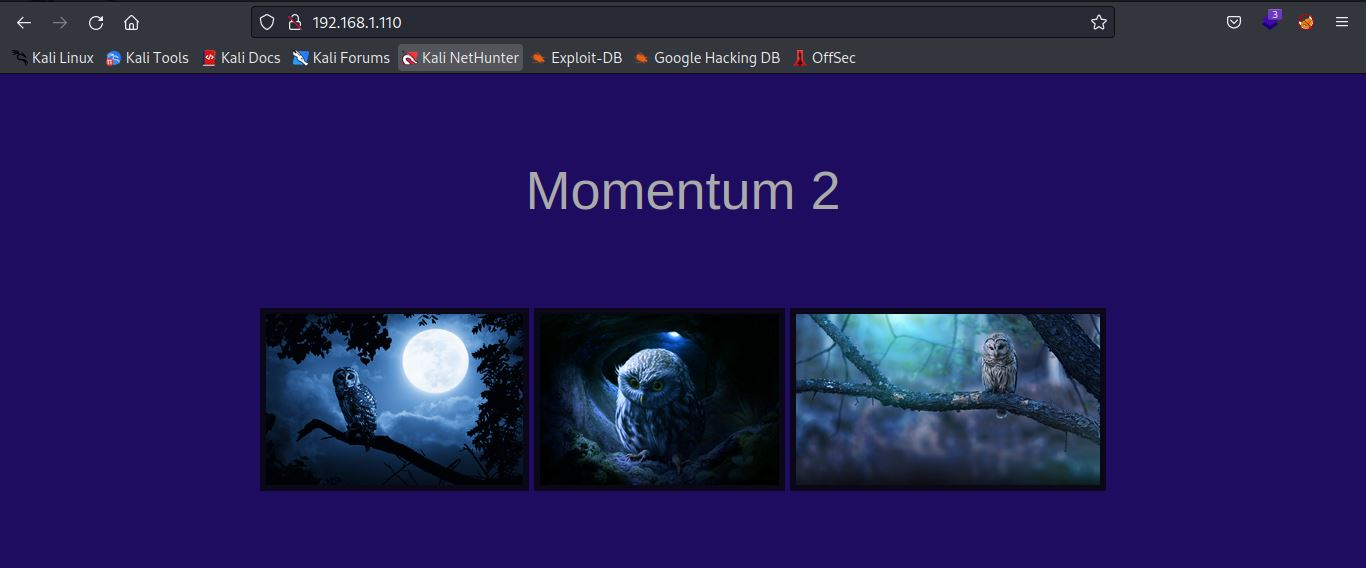 192.168.1.110
3
Kali Linux Kali Tools Kali Docs Kali Forums Kali NetHunter Exploit-DB Google Hacking DB OffSec
Momentum 2